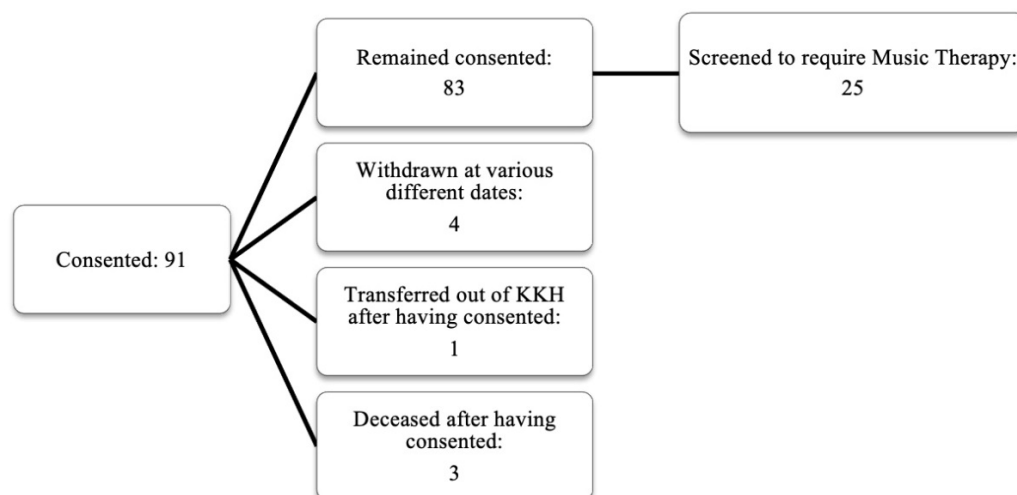 Consented: 91
Remained consented:
83
Screened to require Music Therapy:
25
Withdrawn at various
different dates:
4
Transferred out of KKH
after having consented:
1
Deceased after having
consented:
3